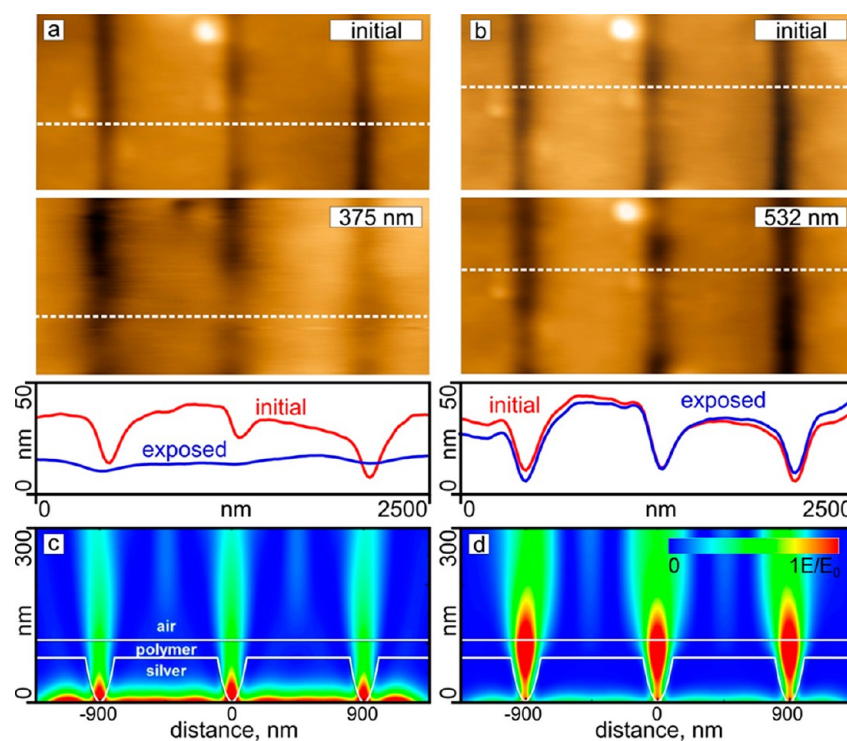 a
initial
b
initial
375 nm
532 nm
50
nm
0
initial
exposed
0
nm
2500
initial
exposed
0
nm
2500
300
nm
0
c
air
polymer
silver
-900
0
900
distance, nm
300
nm
0
d
0
1E/E₀
-900
0
900
distance, nm